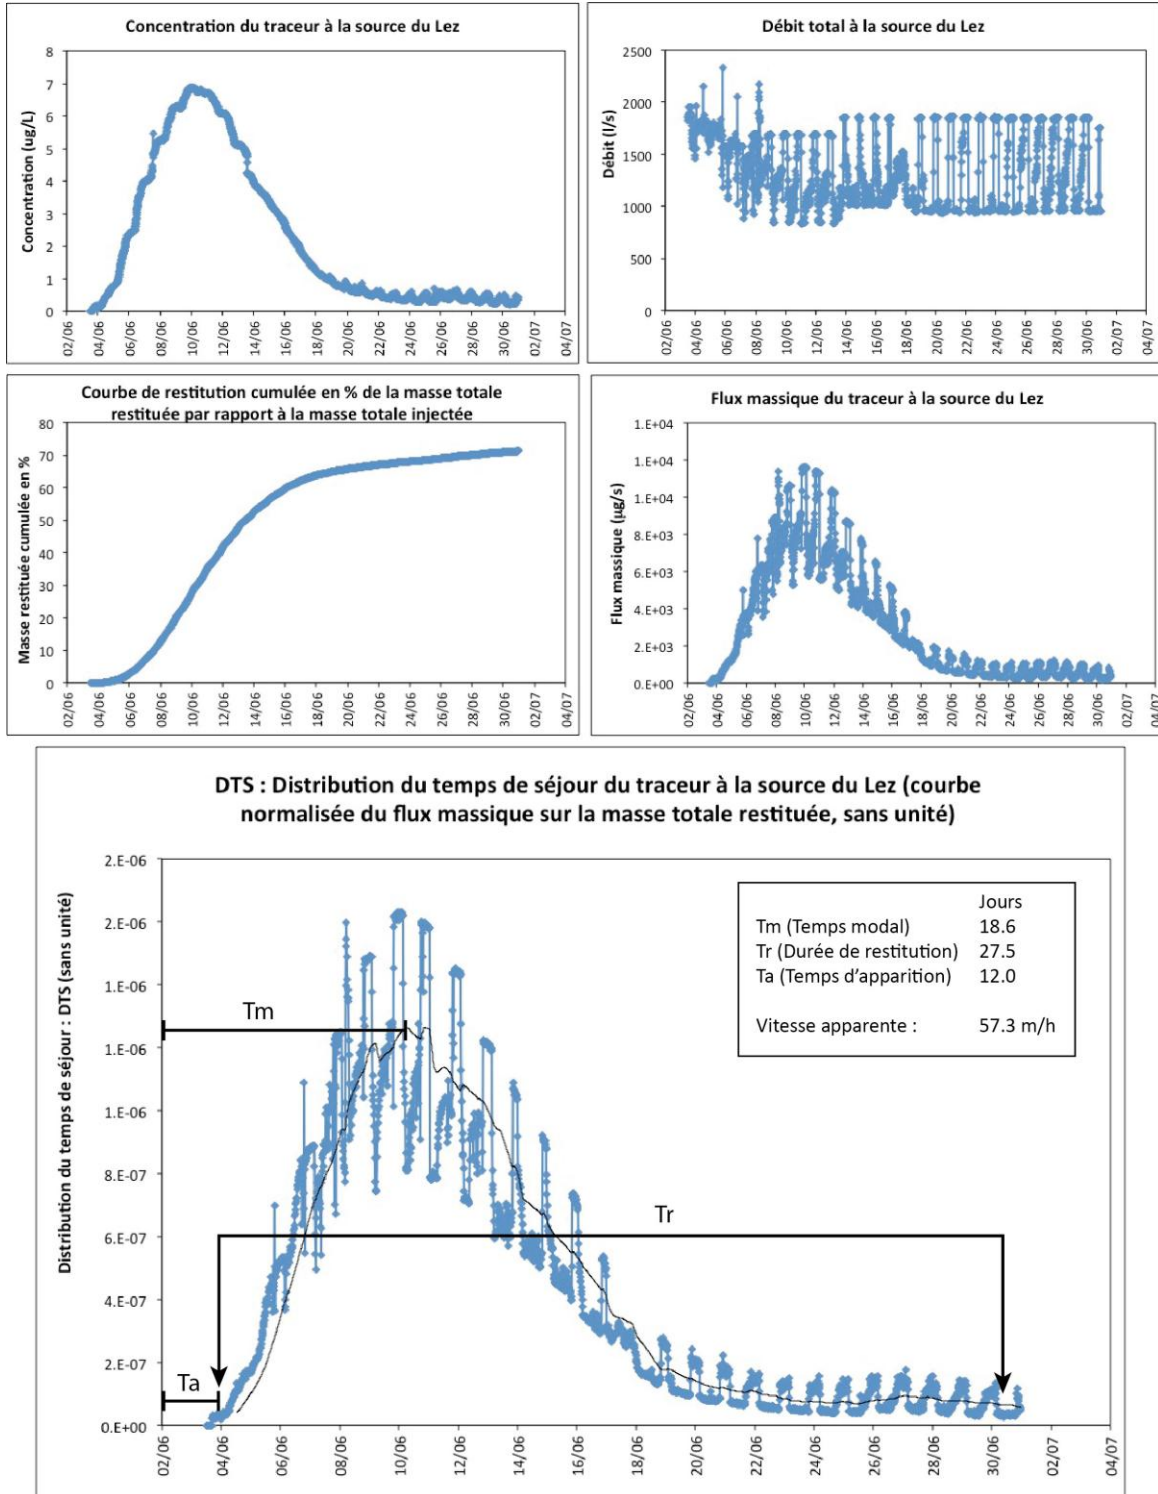 Concentration du traceur à la source du Lez
Concentration (ug/L)
8
7
6
5
4
3
2
1
0
02/06
04/06
06/06
08/06
10/06
12/06
14/06
16/06
18/06
20/06
22/06
24/06
26/06
28/06
30/06
02/07
04/07
Débit total à la source du Lez
Débit (l/s)
2500
2000
1500
1000
500
0
02/06
04/06
06/06
08/06
10/06
12/06
14/06
16/06
18/06
20/06
22/06
24/06
26/06
28/06
30/06
02/07
04/07
Courbe de restitution cumulée en % de la masse totale
restituée par rapport à la masse totale injectée
Masse restituée cumulée en %
80
70
60
50
40
30
20
10
0
02/06
04/06
06/06
08/06
10/06
12/06
14/06
16/06
18/06
20/06
22/06
24/06
26/06
28/06
30/06
02/07
04/07
Flux massique du traceur à la source du Lez
Flux massique (µg/s)
1.E+04
1.E+04
1.E+04
8.E+03
6.E+03
4.E+03
2.E+03
0.E+00
02/06
04/06
06/06
08/06
10/06
12/06
14/06
16/06
18/06
20/06
22/06
24/06
26/06
28/06
30/06
02/07
04/07
DTS : Distribution du temps de séjour du traceur à la source du Lez (courbe
normalisée du flux massique sur la masse totale restituée, sans unité)
Distribution du temps de séjour : DTS (sans unité)
2.E-06
2.E-06
1.E-06
1.E-06
1.E-06
8.E-07
6.E-07
4.E-07
2.E-07
0.E+00
Jours
Tm (Temps modal) 18.6
Tr (Durée de restitution) 27.5
Ta (Temps d'apparition) 12.0
Vitesse apparente : 57.3 m/h
Tm
Tr
Ta
02/06
04/06
06/06
08/06
10/06
12/06
14/06
16/06
18/06
20/06
22/06
24/06
26/06
28/06
30/06
02/07
04/07